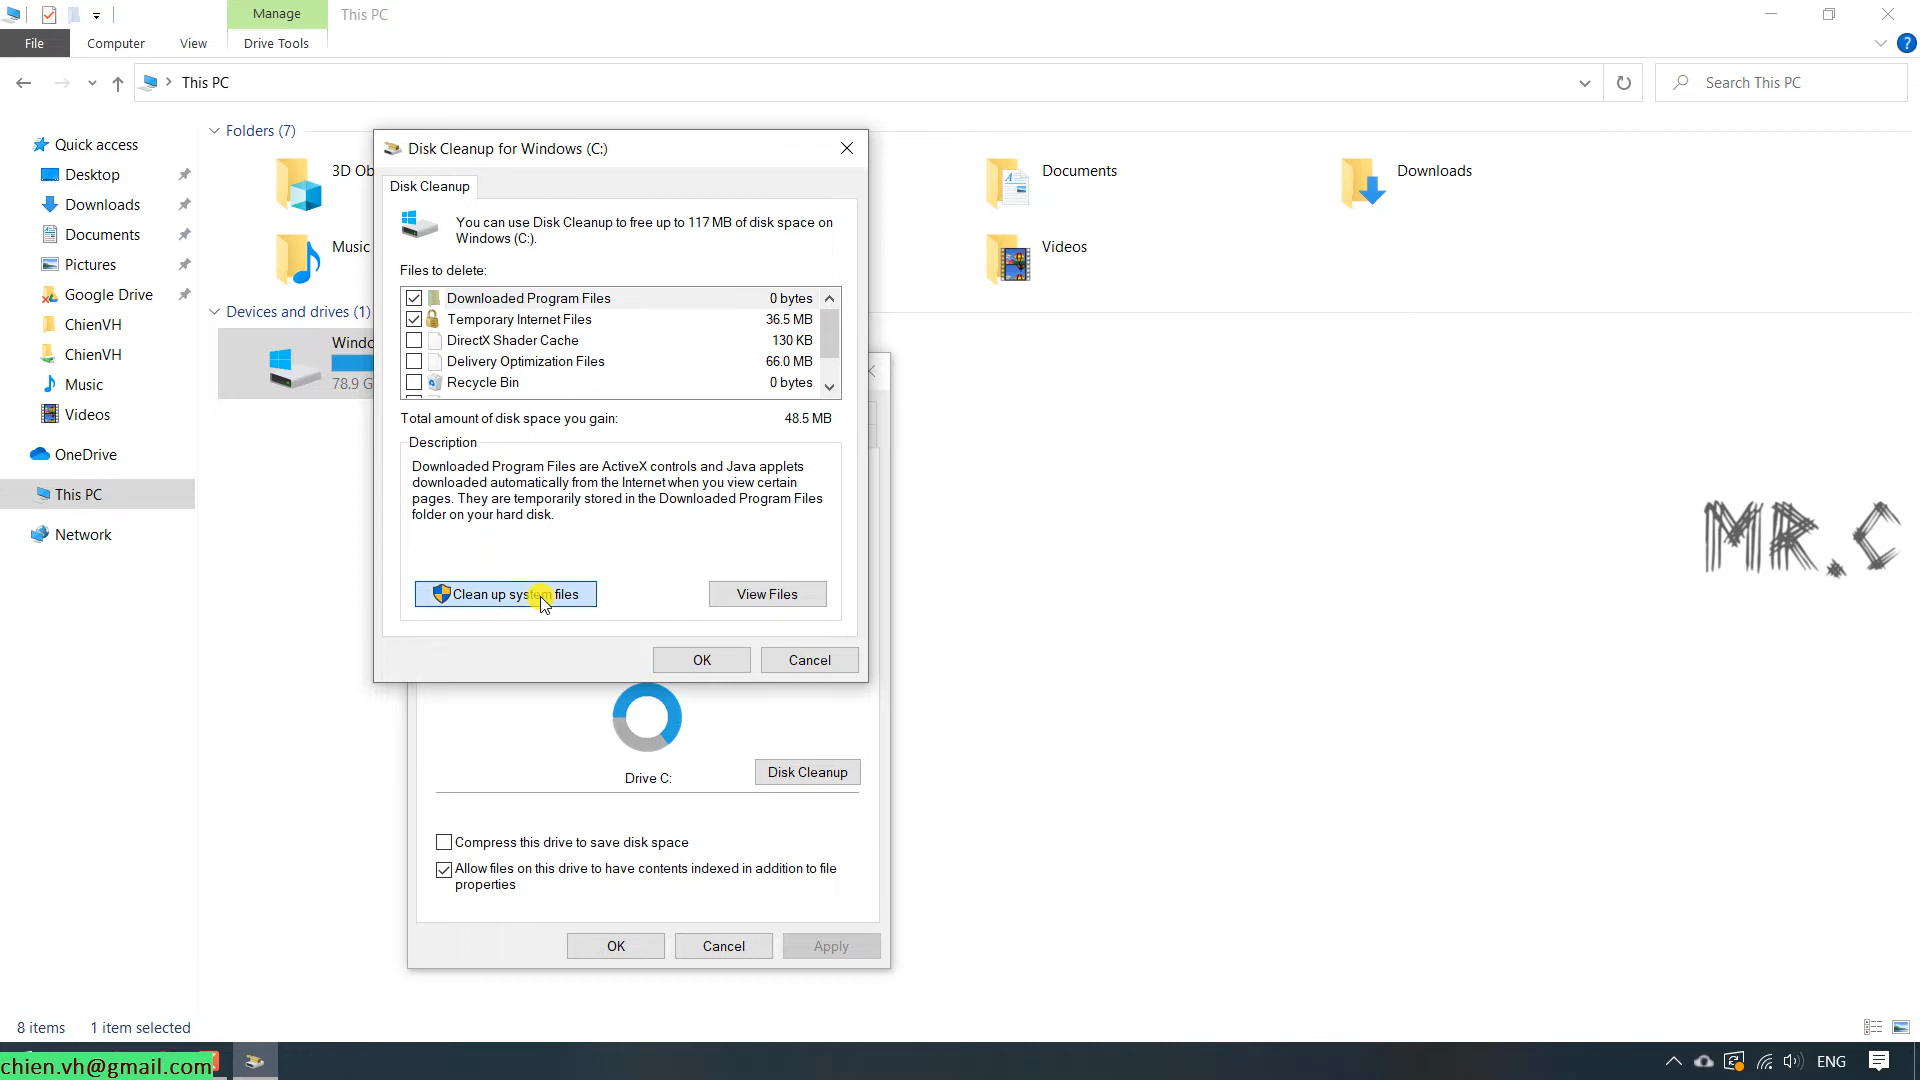 Manage
This PC
File
Computer
View
Drive Tools
This PC
Search This PC
Quick access
Desktop
Downloads
Documents
Pictures
Google Drive
ChienVH
ChienVH
Music
Videos
OneDrive
This PC
Network
Folders (7)
3D Ob
Documents
Downloads
Music
Videos
Devices and drives (1)
Windo
78.9 G
Disk Cleanup for Windows (C:)
Disk Cleanup
You can use Disk Cleanup to free up to 117 MB of disk space on
Windows (C:).
Files to delete:
Downloaded Program Files 0 bytes
Temporary Internet Files 36.5 MB
DirectX Shader Cache 130 KB
Delivery Optimization Files 66.0 MB
Recycle Bin 0 bytes
Total amount of disk space you gain: 48.5 MB
Description
Downloaded Program Files are ActiveX controls and Java applets
downloaded automatically from the Internet when you view certain
pages. They are temporarily stored in the Downloaded Program Files
folder on your hard disk.
Clean up system files
View Files
OK
Cancel
Drive C:
Disk Cleanup
Compress this drive to save disk space
Allow files on this drive to have contents indexed in addition to file
properties
OK
Cancel
Apply
MR.C
8 items
1 item selected
chien.vh@gmail.com
ENG